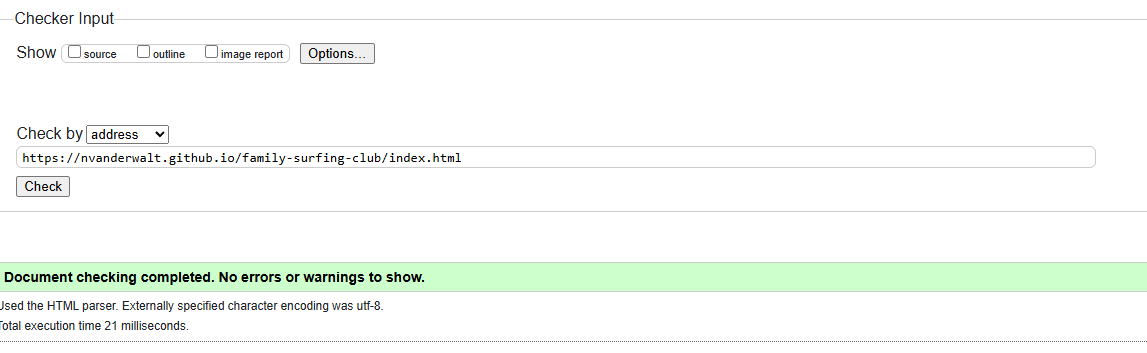 Checker Input
Show source outline image report Options...
Check by address
https://nvanderwalt.github.io/family-surfing-club/index.html
Check
Document checking completed. No errors or warnings to show.
Used the HTML parser. Externally specified character encoding was utf-8.
Total execution time 21 milliseconds.